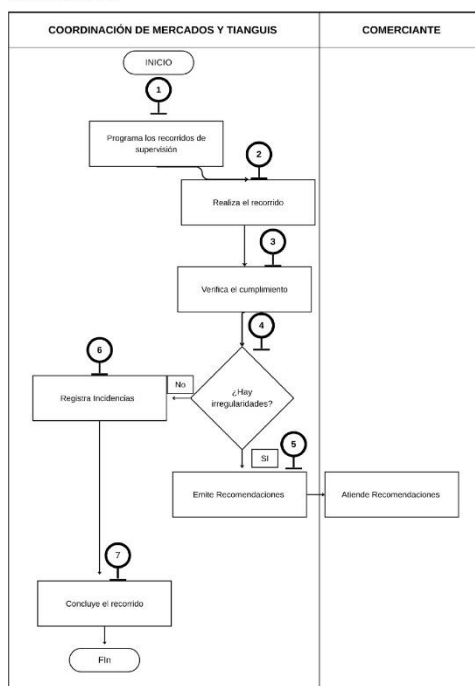 COORDINACIÓN DE MERCADOS Y TIANGUIS
COMERCIANTE
INICIO
1
Programa los recorridos de
supervisión
2
Realiza el recorrido
3
Verifica el cumplimiento
4
¿Hay
irregularidades?
No
6
Registra Incidencias
SI
5
Emite Recomendaciones
Atiende Recomendaciones
7
Concluye el recorrido
FIn